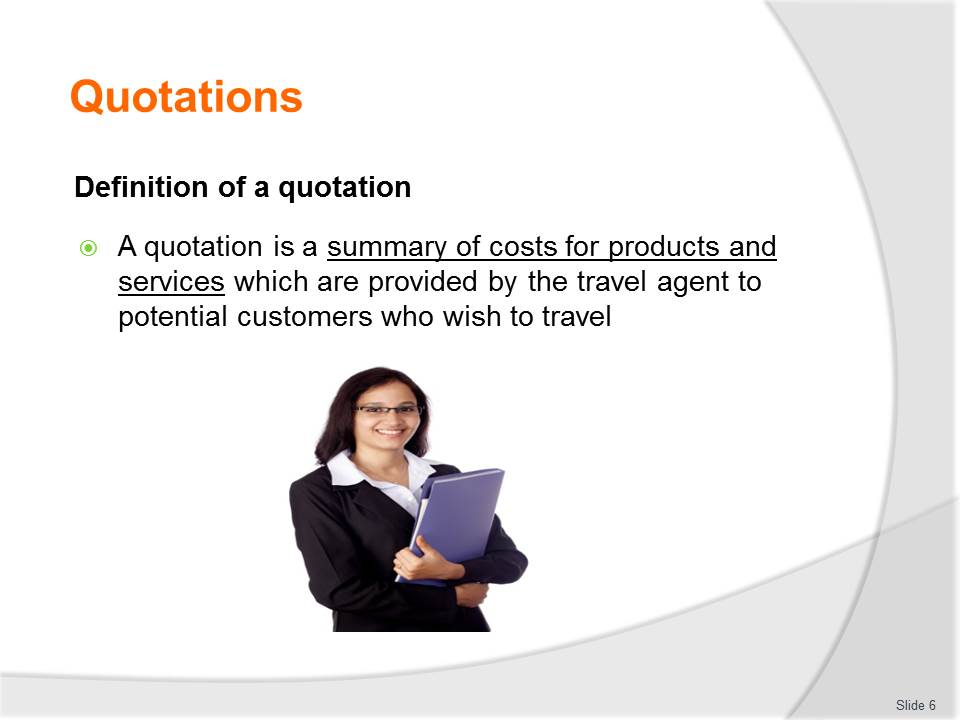 Quotations
Definition of a quotation
A quotation is a summary of costs for products and
services which are provided by the travel agent to
potential customers who wish to travel
Slide 6